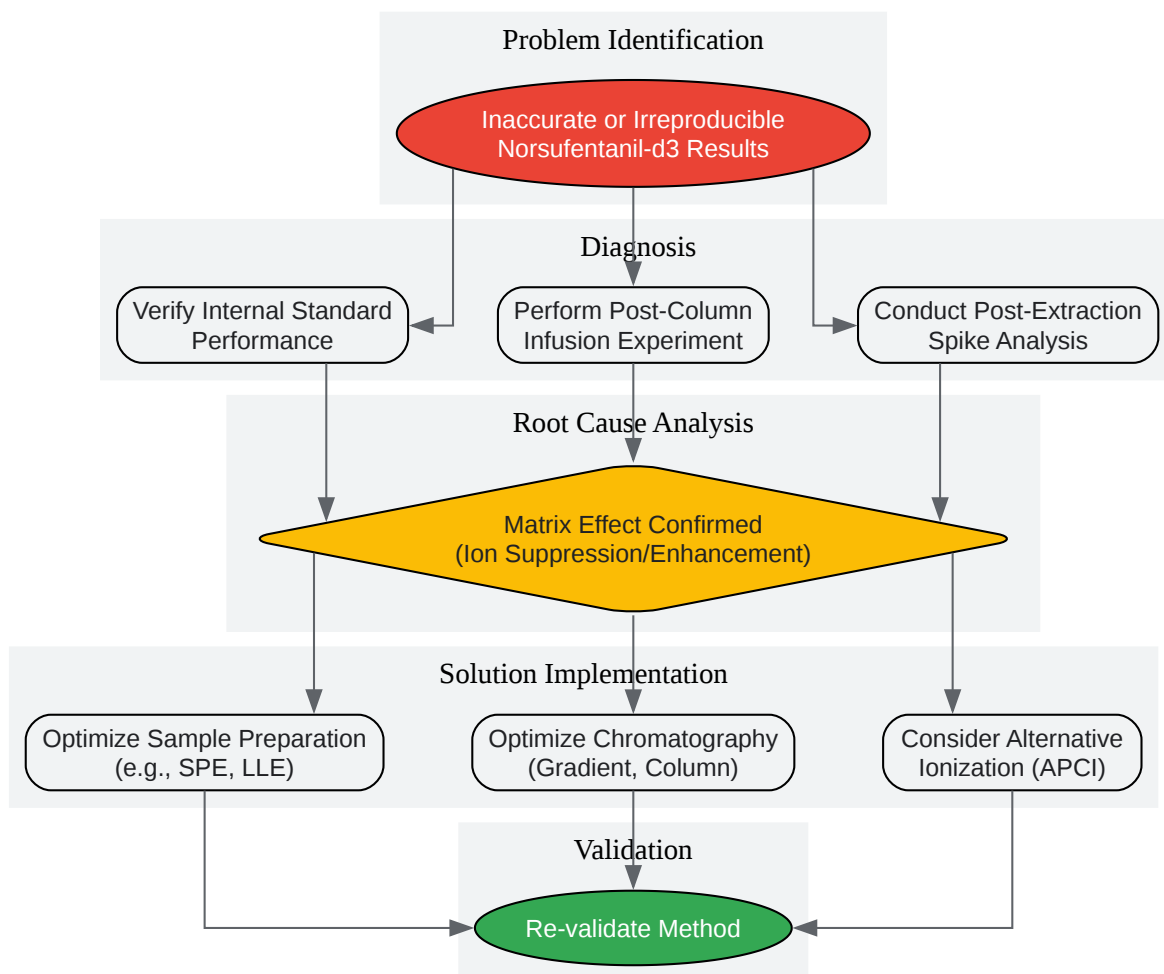 Problem Identification
Inaccurate or Irreproducible
Norsufentanil-d3 Results
Diagnosis
Verify Internal Standard
Performance
Perform Post-Column
Infusion Experiment
Conduct Post-Extraction
Spike Analysis
Root Cause Analysis
Matrix Effect Confirmed
(Ion Suppression/Enhancement)
Solution Implementation
Optimize Sample Preparation
(e.g., SPE, LLE)
Optimize Chromatography
(Gradient, Column)
Consider Alternative
Ionization (APCI)
Validation
Re-validate Method